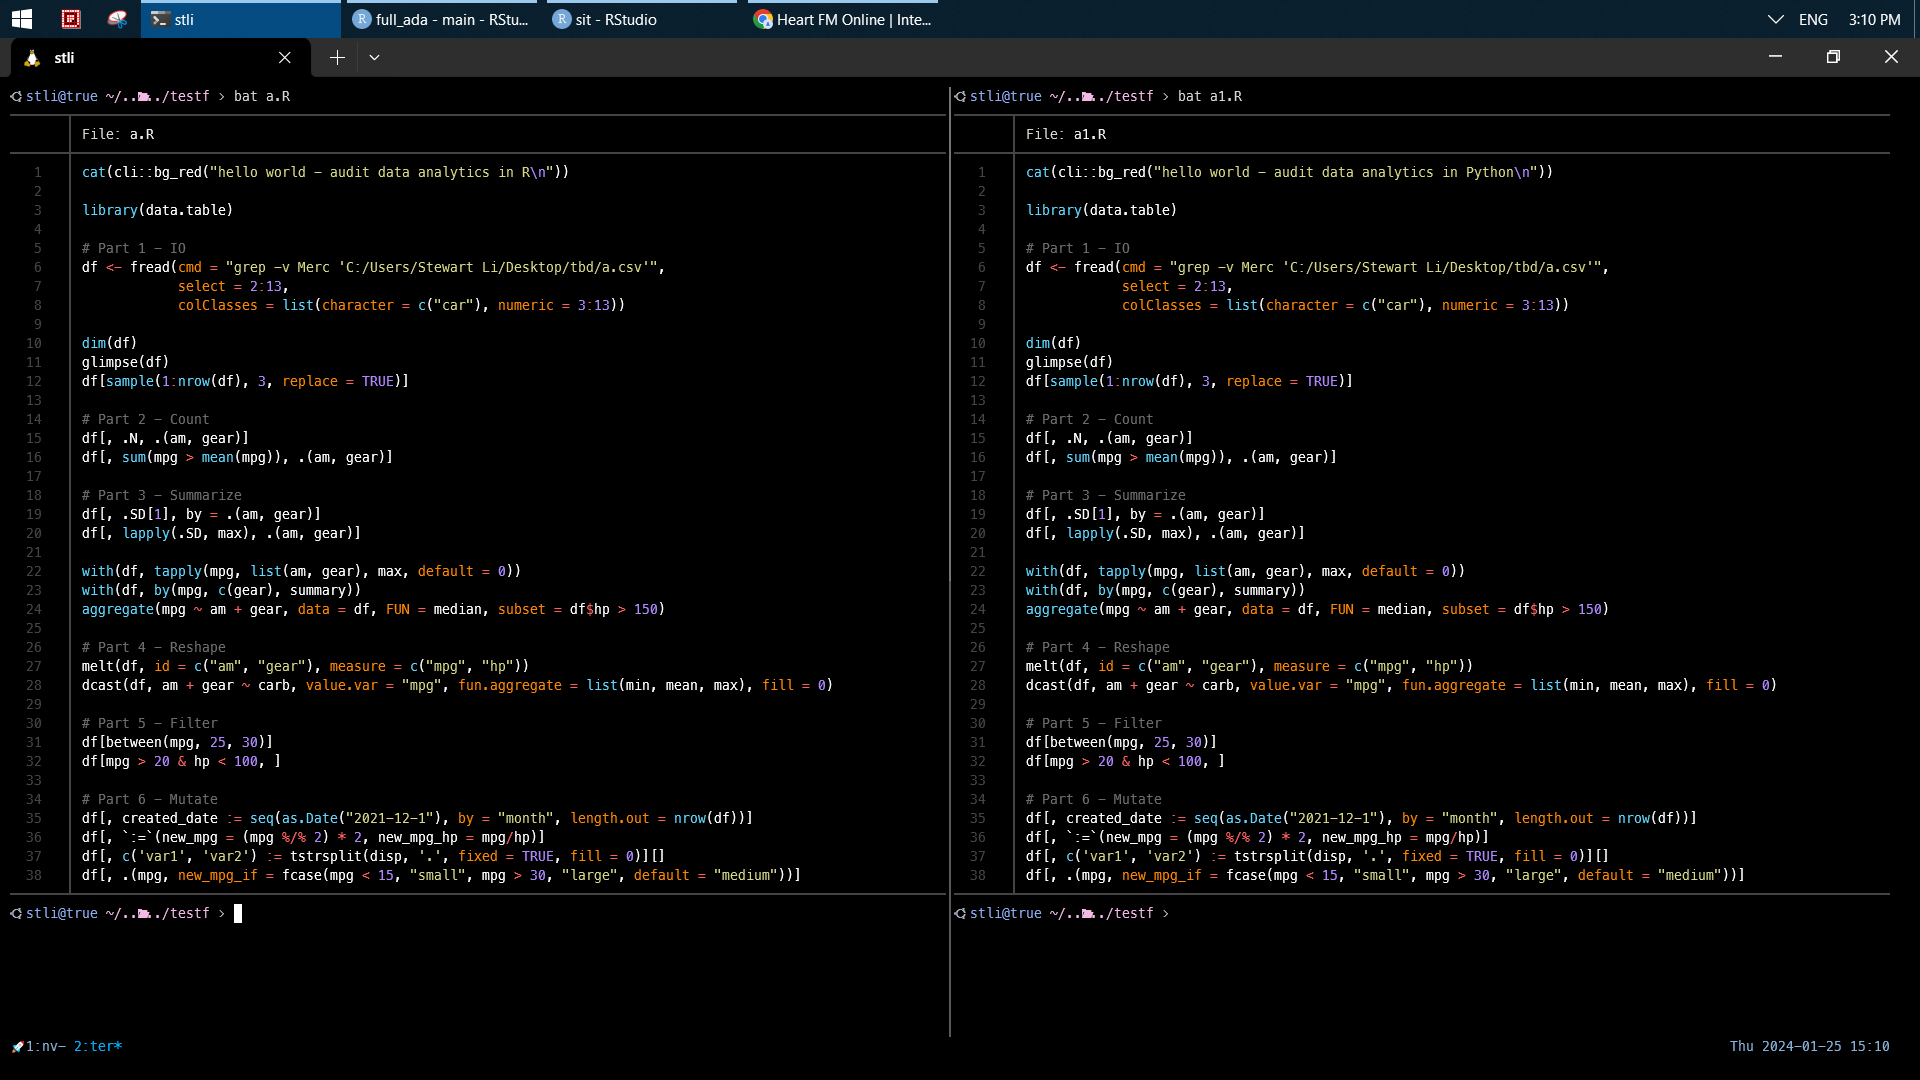 stli
full_ada - main - RStu...
sit - RStudio
Heart FM Online | Inte...
ENG
3:10 PM
stli
stli@true ~/.../testf > bat a.R
File: a.R
1 cat(cli::bg_red("hello world - audit data analytics in R\n"))
2
3 library(data.table)
4
5 # Part 1 - IO
6 df <- fread(cmd = "grep -v Merc 'C:/Users/Stewart Li/Desktop/tbd/a.csv'",
7 select = 2:13,
8 colClasses = list(character = c("car"), numeric = 3:13))
9
10 dim(df)
11 glimpse(df)
12 df[sample(1:nrow(df), 3, replace = TRUE)]
13
14 # Part 2 - Count
15 df[, .N, .(am, gear)]
16 df[, sum(mpg > mean(mpg)), .(am, gear)]
17
18 # Part 3 - Summarize
19 df[, .SD[1], by = .(am, gear)]
20 df[, lapply(.SD, max), .(am, gear)]
21
22 with(df, tapply(mpg, list(am, gear), max, default = 0))
23 with(df, by(mpg, c(gear), summary))
24 aggregate(mpg ~ am + gear, data = df, FUN = median, subset = df$hp > 150)
25
26 # Part 4 - Reshape
27 melt(df, id = c("am", "gear"), measure = c("mpg", "hp"))
28 dcast(df, am + gear ~ carb, value.var = "mpg", fun.aggregate = list(min, mean, max), fill = 0)
29
30 # Part 5 - Filter
31 df[between(mpg, 25, 30)]
32 df[mpg > 20 & hp < 100, ]
33
34 # Part 6 - Mutate
35 df[, created_date := seq(as.Date("2021-12-1"), by = "month", length.out = nrow(df))]
36 df[, `:=`(new_mpg = (mpg %/% 2) * 2, new_mpg_hp = mpg/hp)]
37 df[, c('var1', 'var2') := tstrsplit(disp, '.', fixed = TRUE, fill = 0)][]
38 df[, .(mpg, new_mpg_if = fcase(mpg < 15, "small", mpg > 30, "large", default = "medium"))]
stli@true ~/.../testf >
stli@true ~/.../testf > bat a1.R
File: a1.R
1 cat(cli::bg_red("hello world - audit data analytics in Python\n"))
2
3 library(data.table)
4
5 # Part 1 - IO
6 df <- fread(cmd = "grep -v Merc 'C:/Users/Stewart Li/Desktop/tbd/a.csv'",
7 select = 2:13,
8 colClasses = list(character = c("car"), numeric = 3:13))
9
10 dim(df)
11 glimpse(df)
12 df[sample(1:nrow(df), 3, replace = TRUE)]
13
14 # Part 2 - Count
15 df[, .N, .(am, gear)]
16 df[, sum(mpg > mean(mpg)), .(am, gear)]
17
18 # Part 3 - Summarize
19 df[, .SD[1], by = .(am, gear)]
20 df[, lapply(.SD, max), .(am, gear)]
21
22 with(df, tapply(mpg, list(am, gear), max, default = 0))
23 with(df, by(mpg, c(gear), summary))
24 aggregate(mpg ~ am + gear, data = df, FUN = median, subset = df$hp > 150)
25
26 # Part 4 - Reshape
27 melt(df, id = c("am", "gear"), measure = c("mpg", "hp"))
28 dcast(df, am + gear ~ carb, value.var = "mpg", fun.aggregate = list(min, mean, max), fill = 0)
29
30 # Part 5 - Filter
31 df[between(mpg, 25, 30)]
32 df[mpg > 20 & hp < 100, ]
33
34 # Part 6 - Mutate
35 df[, created_date := seq(as.Date("2021-12-1"), by = "month", length.out = nrow(df))]
36 df[, `:=`(new_mpg = (mpg %/% 2) * 2, new_mpg_hp = mpg/hp)]
37 df[, c('var1', 'var2') := tstrsplit(disp, '.', fixed = TRUE, fill = 0)][]
38 df[, .(mpg, new_mpg_if = fcase(mpg < 15, "small", mpg > 30, "large", default = "medium"))]
stli@true ~/.../testf >
1:nv- 2:ter*
Thu 2024-01-25 15:10